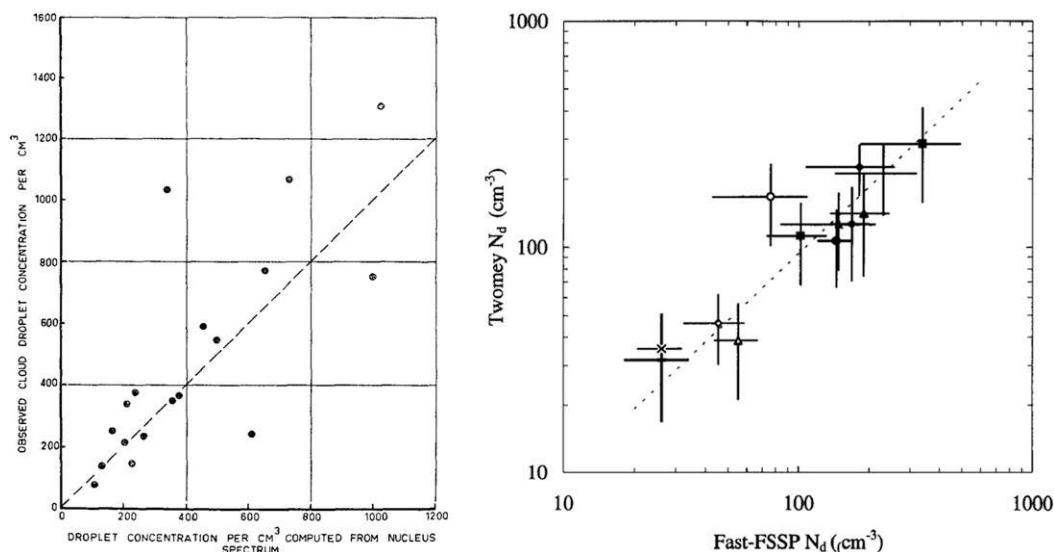 1600
1400
1200
1000
800
600
400
200
0
OBSERVED CLOUD DROPLET CONCENTRATION PER CM3
0 200 400 600 800 1000 1200
DROPLET CONCENTRATION PER CM3 COMPUTED FROM NUCLEUS
SPECTRUM
1000
100
10
Twomey Nd (cm-3)
10 100 1000
Fast-FSSP Nd ((cm-3)